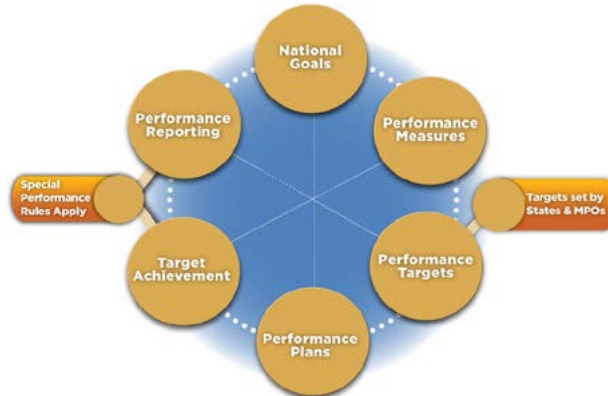 National
Goals
Performance
Measures
Performance
Targets
Targets set by
States & MPOs
Performance
Plans
Target
Achievement
Special
Performance
Rules Apply
Performance
Reporting